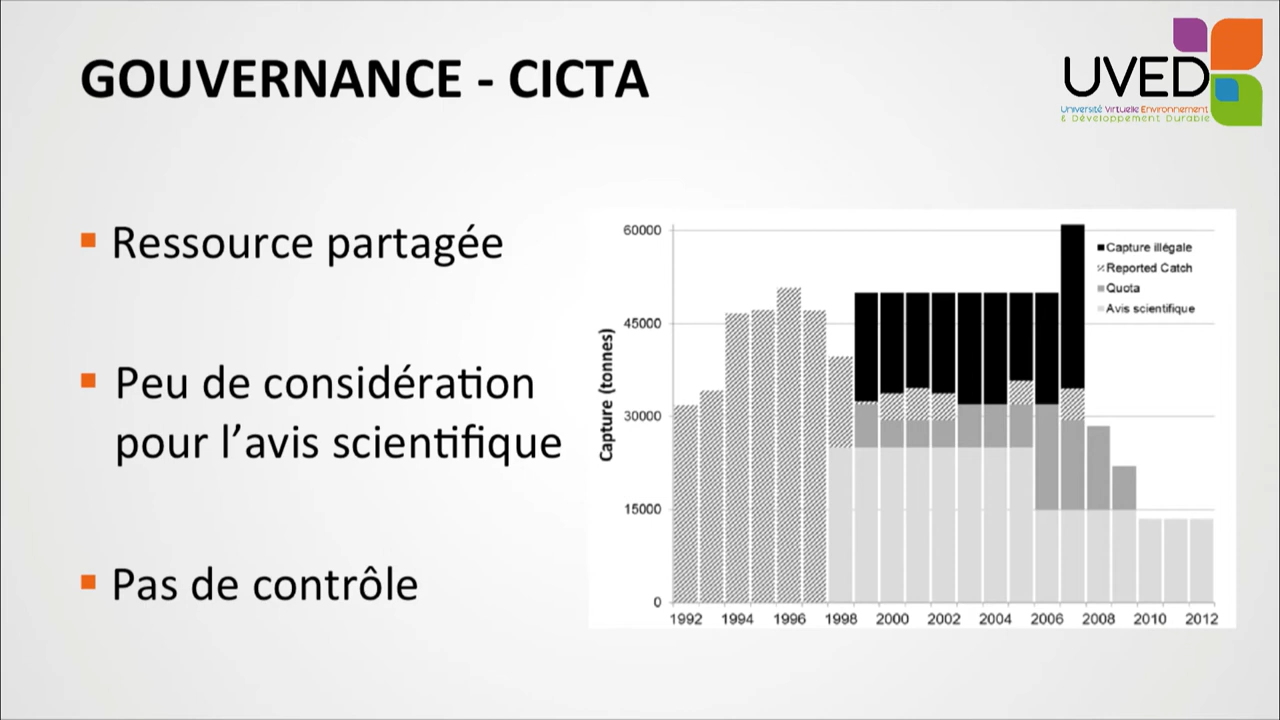 GOUVERNANCE - CICTA
UVED
Université Virtuelle Environnement
& Développement Durable
Ressource partagée
Peu de considération
pour l'avis scientifique
Pas de contrôle
Capture (tonnes)
60000
45000
30000
15000
0
Capture illégale
Reported Catch
Quota
Avis scientifique
1992 1994 1996 1998 2000 2002 2004 2006 2008 2010 2012